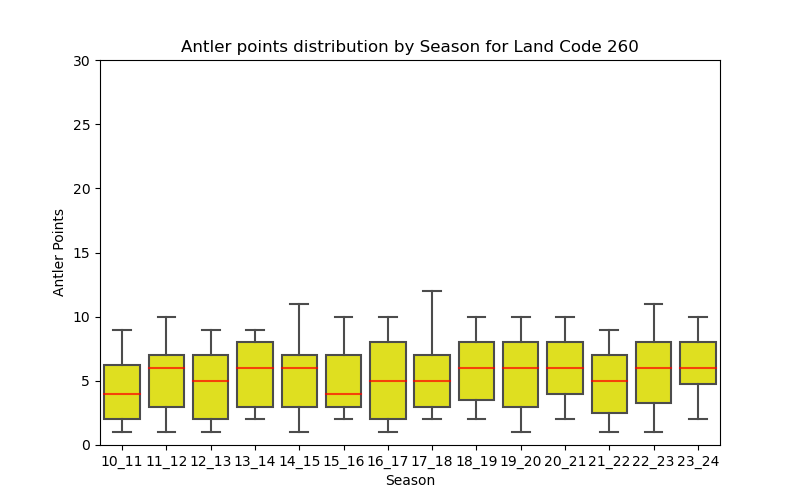 Antler points distribution by Season for Land Code 260
30
25
20
15
10
5
0
Antler Points
10_11 11_12 12_13 13_14 14_15 15_16 16_17 17_18 18_19 19_20 20_21 21_22 22_23 23_24
Season